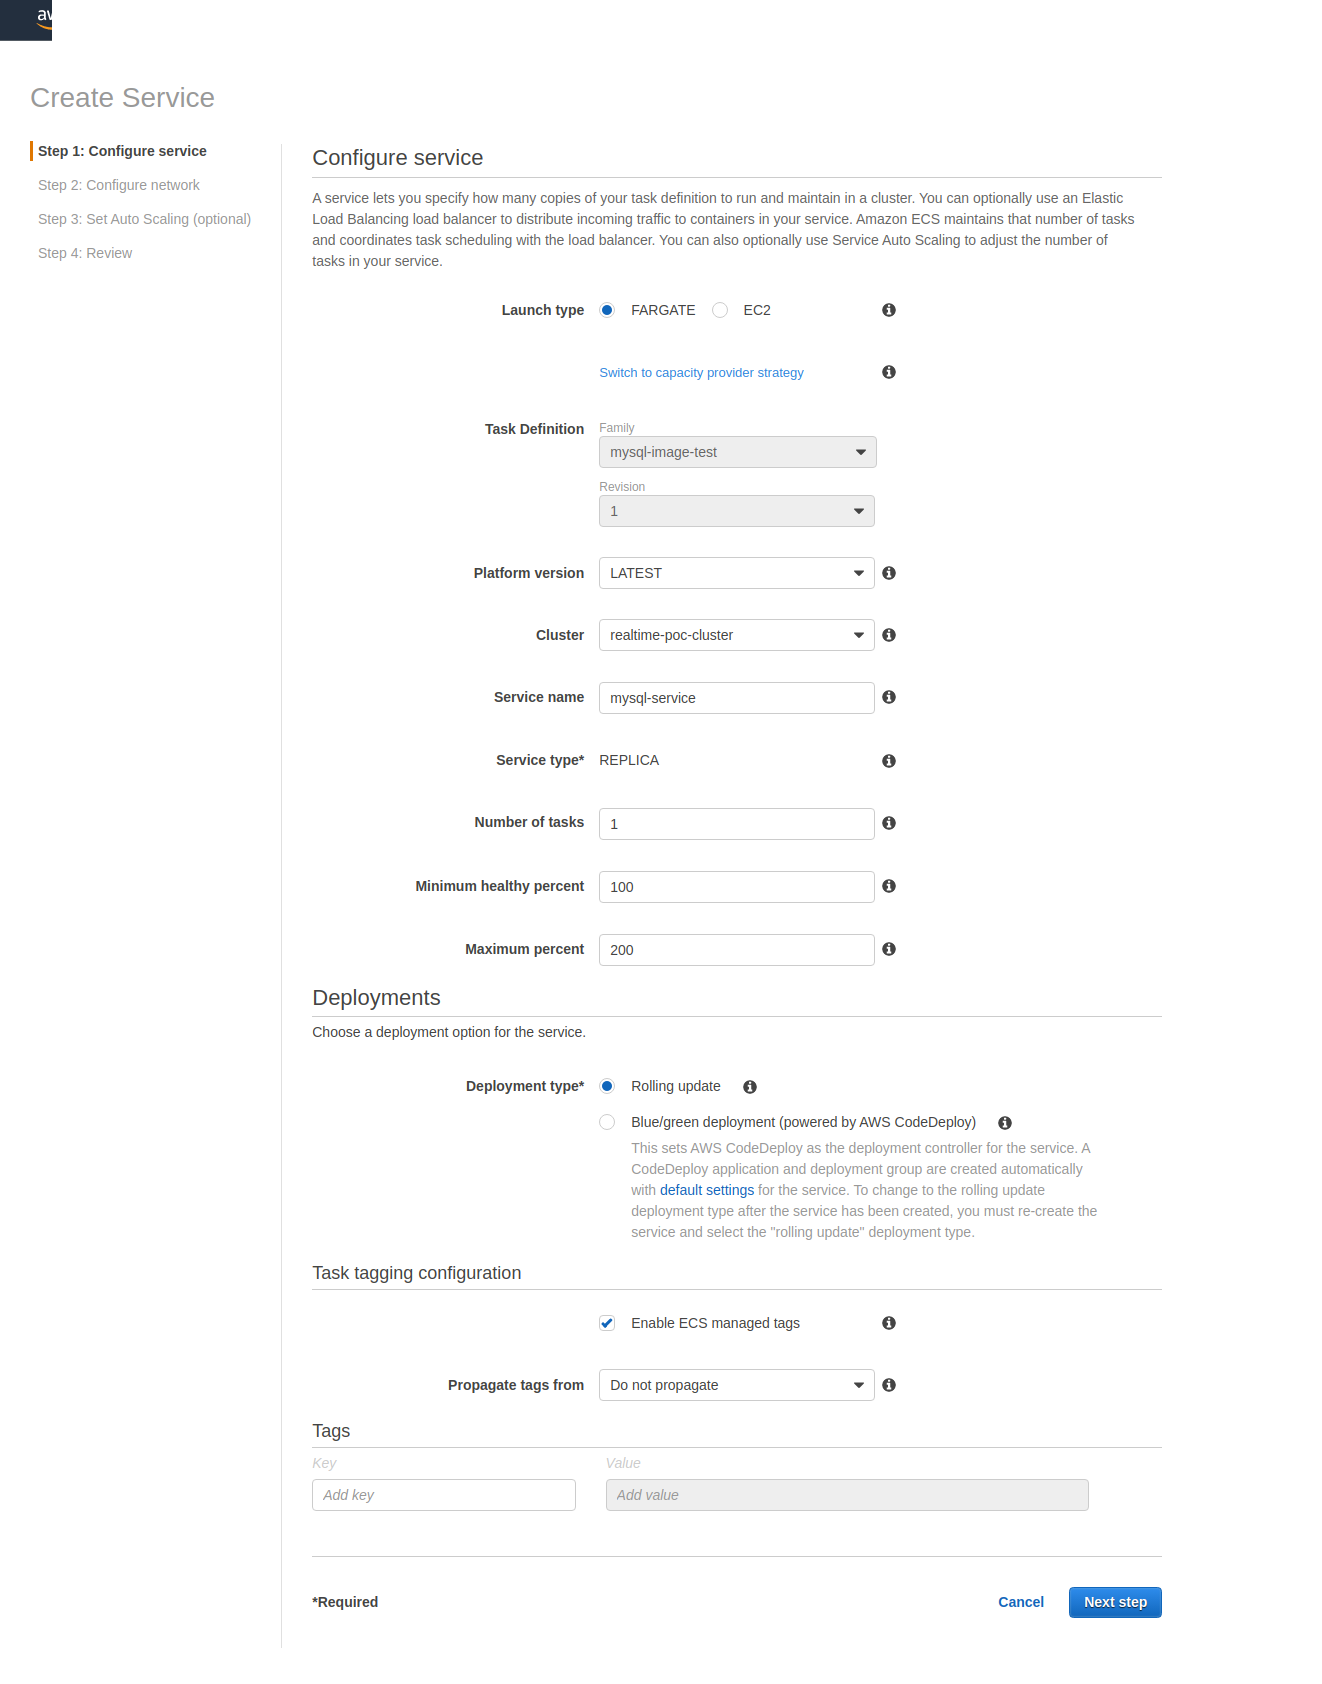 Create Service
Step 1: Configure service
Step 2: Configure network
Step 3: Set Auto Scaling (optional)
Step 4: Review
Configure service
A service lets you specify how many copies of your task definition to run and maintain in a cluster. You can optionally use an Elastic
Load Balancing load balancer to distribute incoming traffic to containers in your service. Amazon ECS maintains that number of tasks
and coordinates task scheduling with the load balancer. You can also optionally use Service Auto Scaling to adjust the number of
tasks in your service.
Launch type FARGATE EC2
Switch to capacity provider strategy
Task Definition Family
mysql-image-test
Revision
1
Platform version LATEST
Cluster realtime-poc-cluster
Service name mysql-service
Service type* REPLICA
Number of tasks 1
Minimum healthy percent 100
Maximum percent 200
Deployments
Choose a deployment option for the service.
Deployment type* Rolling update
Blue/green deployment (powered by AWS CodeDeploy)
This sets AWS CodeDeploy as the deployment controller for the service. A
CodeDeploy application and deployment group are created automatically
with default settings for the service. To change to the rolling update
deployment type after the service has been created, you must re-create the
service and select the "rolling update" deployment type.
Task tagging configuration
Enable ECS managed tags
Propagate tags from Do not propagate
Tags
Key Value
Add key Add value
*Required Cancel Next step